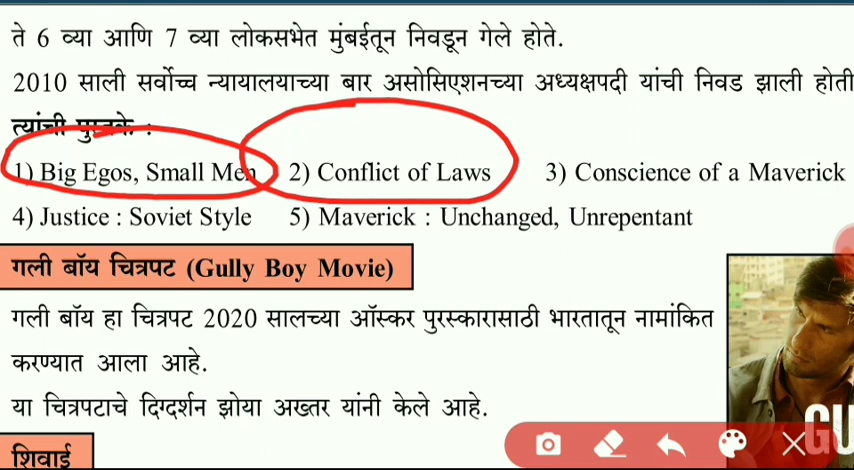 ते 6 व्या आणि 7 व्या लोकसभेत मुंबईतून निवडून गेले होते.
2010 साली सर्वोच्च न्यायालयाच्या बार असोसिएशनच्या अध्यक्षपदी यांची निवड झाली होती
त्यांची पुस्तके :
1) Big Egos, Small Men 2) Conflict of Laws 3) Conscience of a Maverick
4) Justice : Soviet Style 5) Maverick : Unchanged, Unrepentant
गली बॉय चित्रपट (Gully Boy Movie)
गली बॉय हा चित्रपट 2020 सालच्या ऑस्कर पुरस्कारासाठी भारतातून नामांकित
करण्यात आला आहे.
या चित्रपटाचे दिग्दर्शन झोया अख्तर यांनी केले आहे.
GU
शिवाई